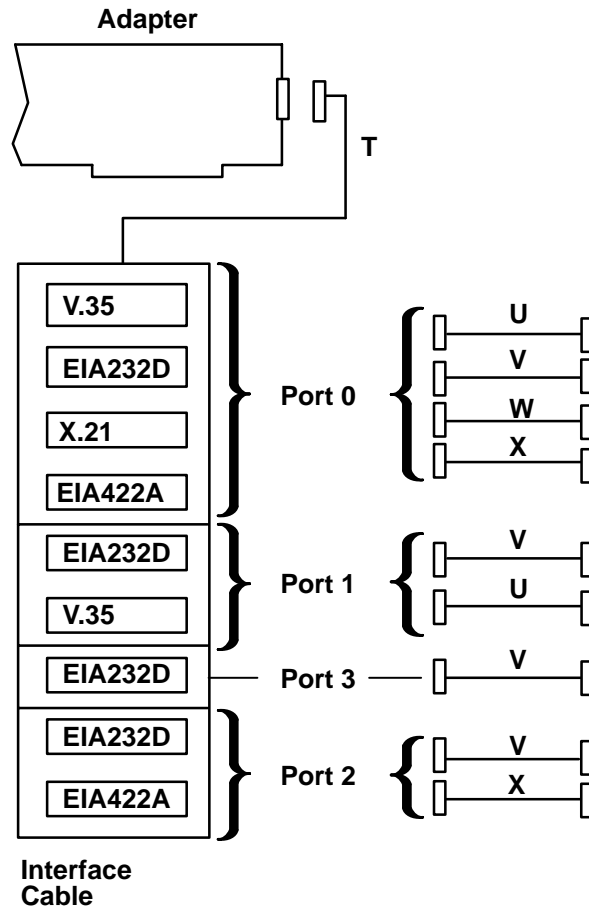 Adapter
T
V.35
EIA232D
X.21
EIA422A
Port 0
U
V
W
X
EIA232D
V.35
Port 1
V
U
EIA232D
Port 3
V
EIA232D
EIA422A
Port 2
V
X
Interface
Cable